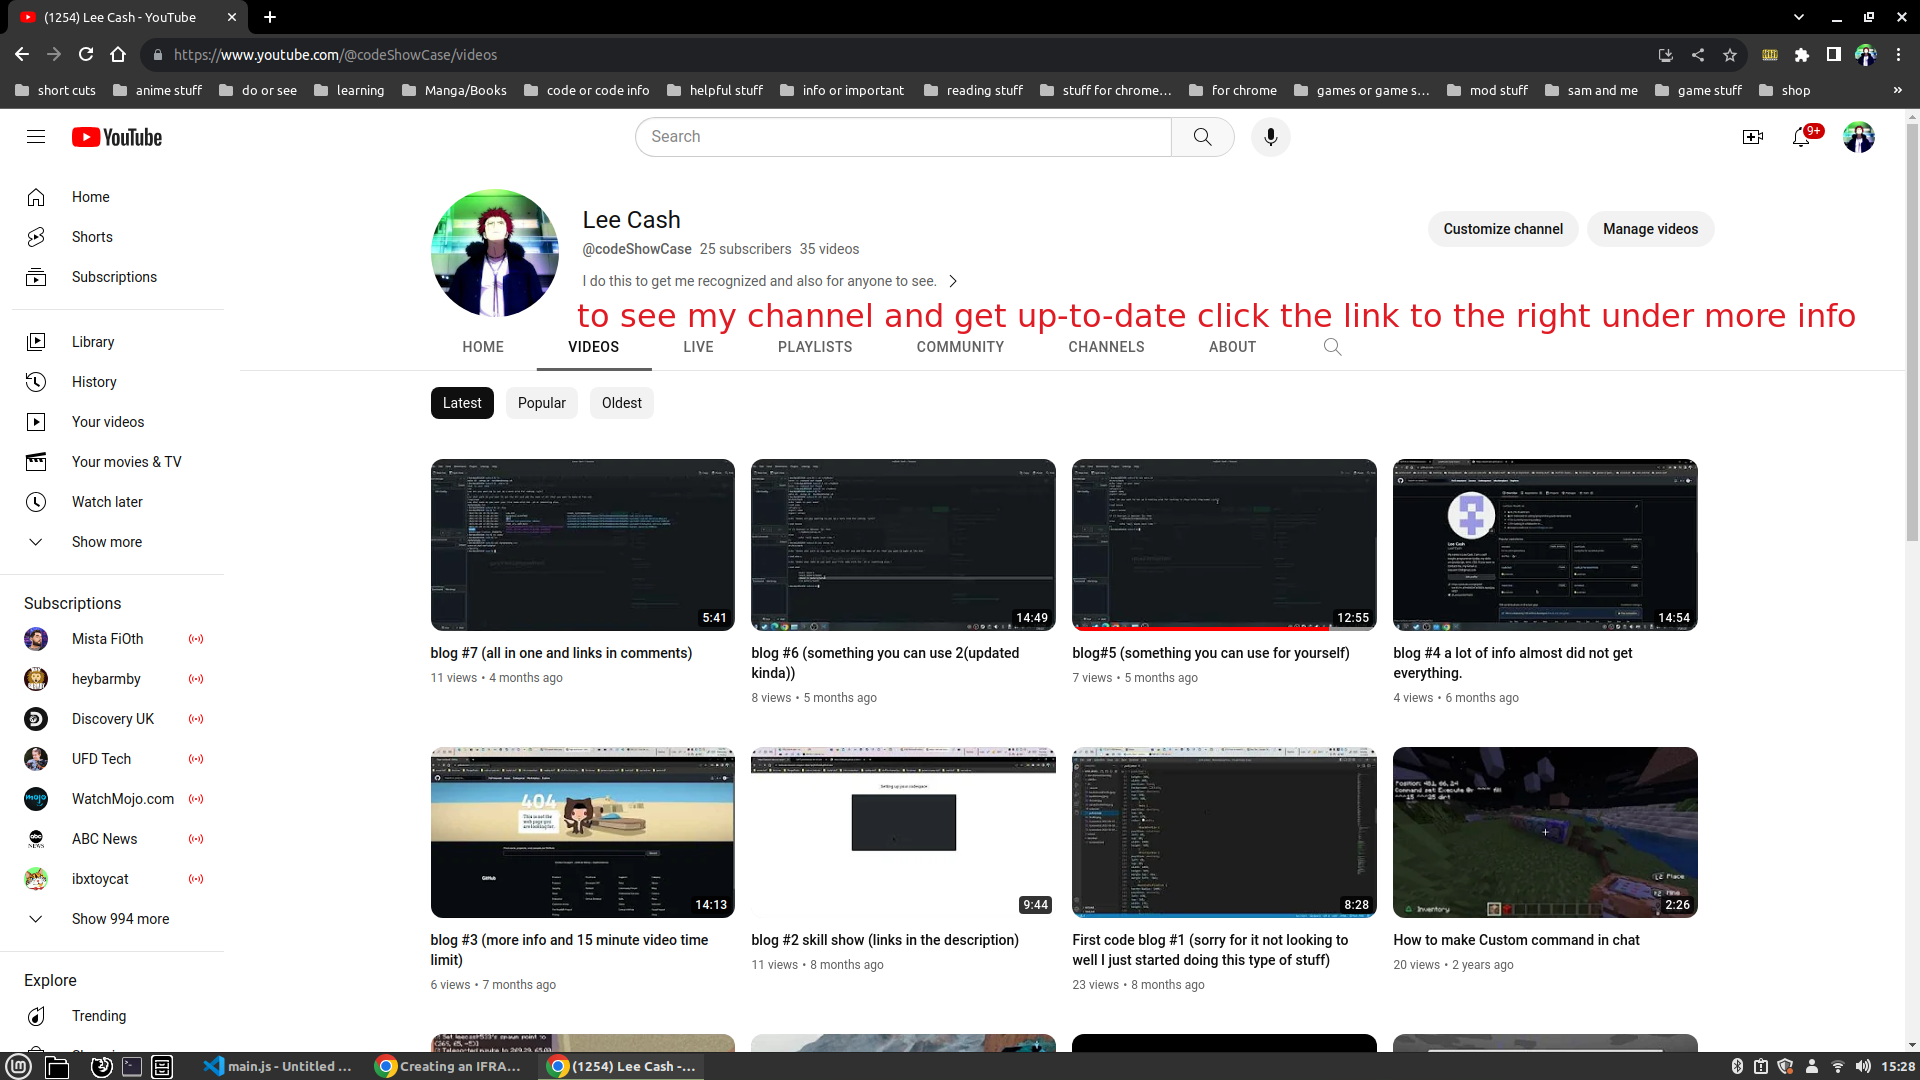 (1254) Lee Cash - YouTube
https://www.youtube.com/@codeShowCase/videos
short cuts anime stuff do or see learning Manga/Books code or code info helpful stuff info or important reading stuff stuff for chrome... for chrome games or game s... mod stuff sam and me game stuff shop »
YouTube
Search
9+
Home
Shorts
Subscriptions
Library
History
Your videos
Your movies & TV
Watch later
Show more
Subscriptions
Mista FiOth
heybarmby
Discovery UK
UFD Tech
WatchMojo.com
ABC News
ibxtoycat
Show 994 more
Explore
Trending
Lee Cash
@codeShowCase 25 subscribers 35 videos
I do this to get me recognized and also for anyone to see.
Customize channel Manage videos
to see my channel and get up-to-date click the link to the right under more info
HOME VIDEOS LIVE PLAYLISTS COMMUNITY CHANNELS ABOUT
Latest Popular Oldest
5:41
blog #7 (all in one and links in comments)
11 views • 4 months ago
14:49
blog #6 (something you can use 2(updated
kinda))
8 views • 5 months ago
12:55
blog#5 (something you can use for yourself)
7 views • 5 months ago
14:54
blog #4 a lot of info almost did not get
everything.
4 views • 6 months ago
404
14:13
blog #3 (more info and 15 minute video time
limit)
6 views • 7 months ago
9:44
blog #2 skill show (links in the description)
11 views • 8 months ago
8:28
First code blog #1 (sorry for it not looking to
well I just started doing this type of stuff)
23 views • 8 months ago
Inventory
Place
2:26
How to make Custom command in chat
20 views • 2 years ago
main.js - Untitled ... Creating an IFRA... (1254) Lee Cash -... 15:28